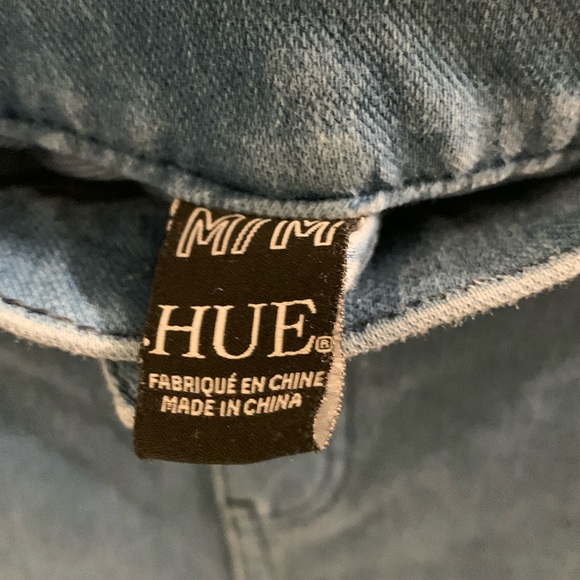 M/M
HUE®
FABRIQUÉ EN CHINE
MADE IN CHINA